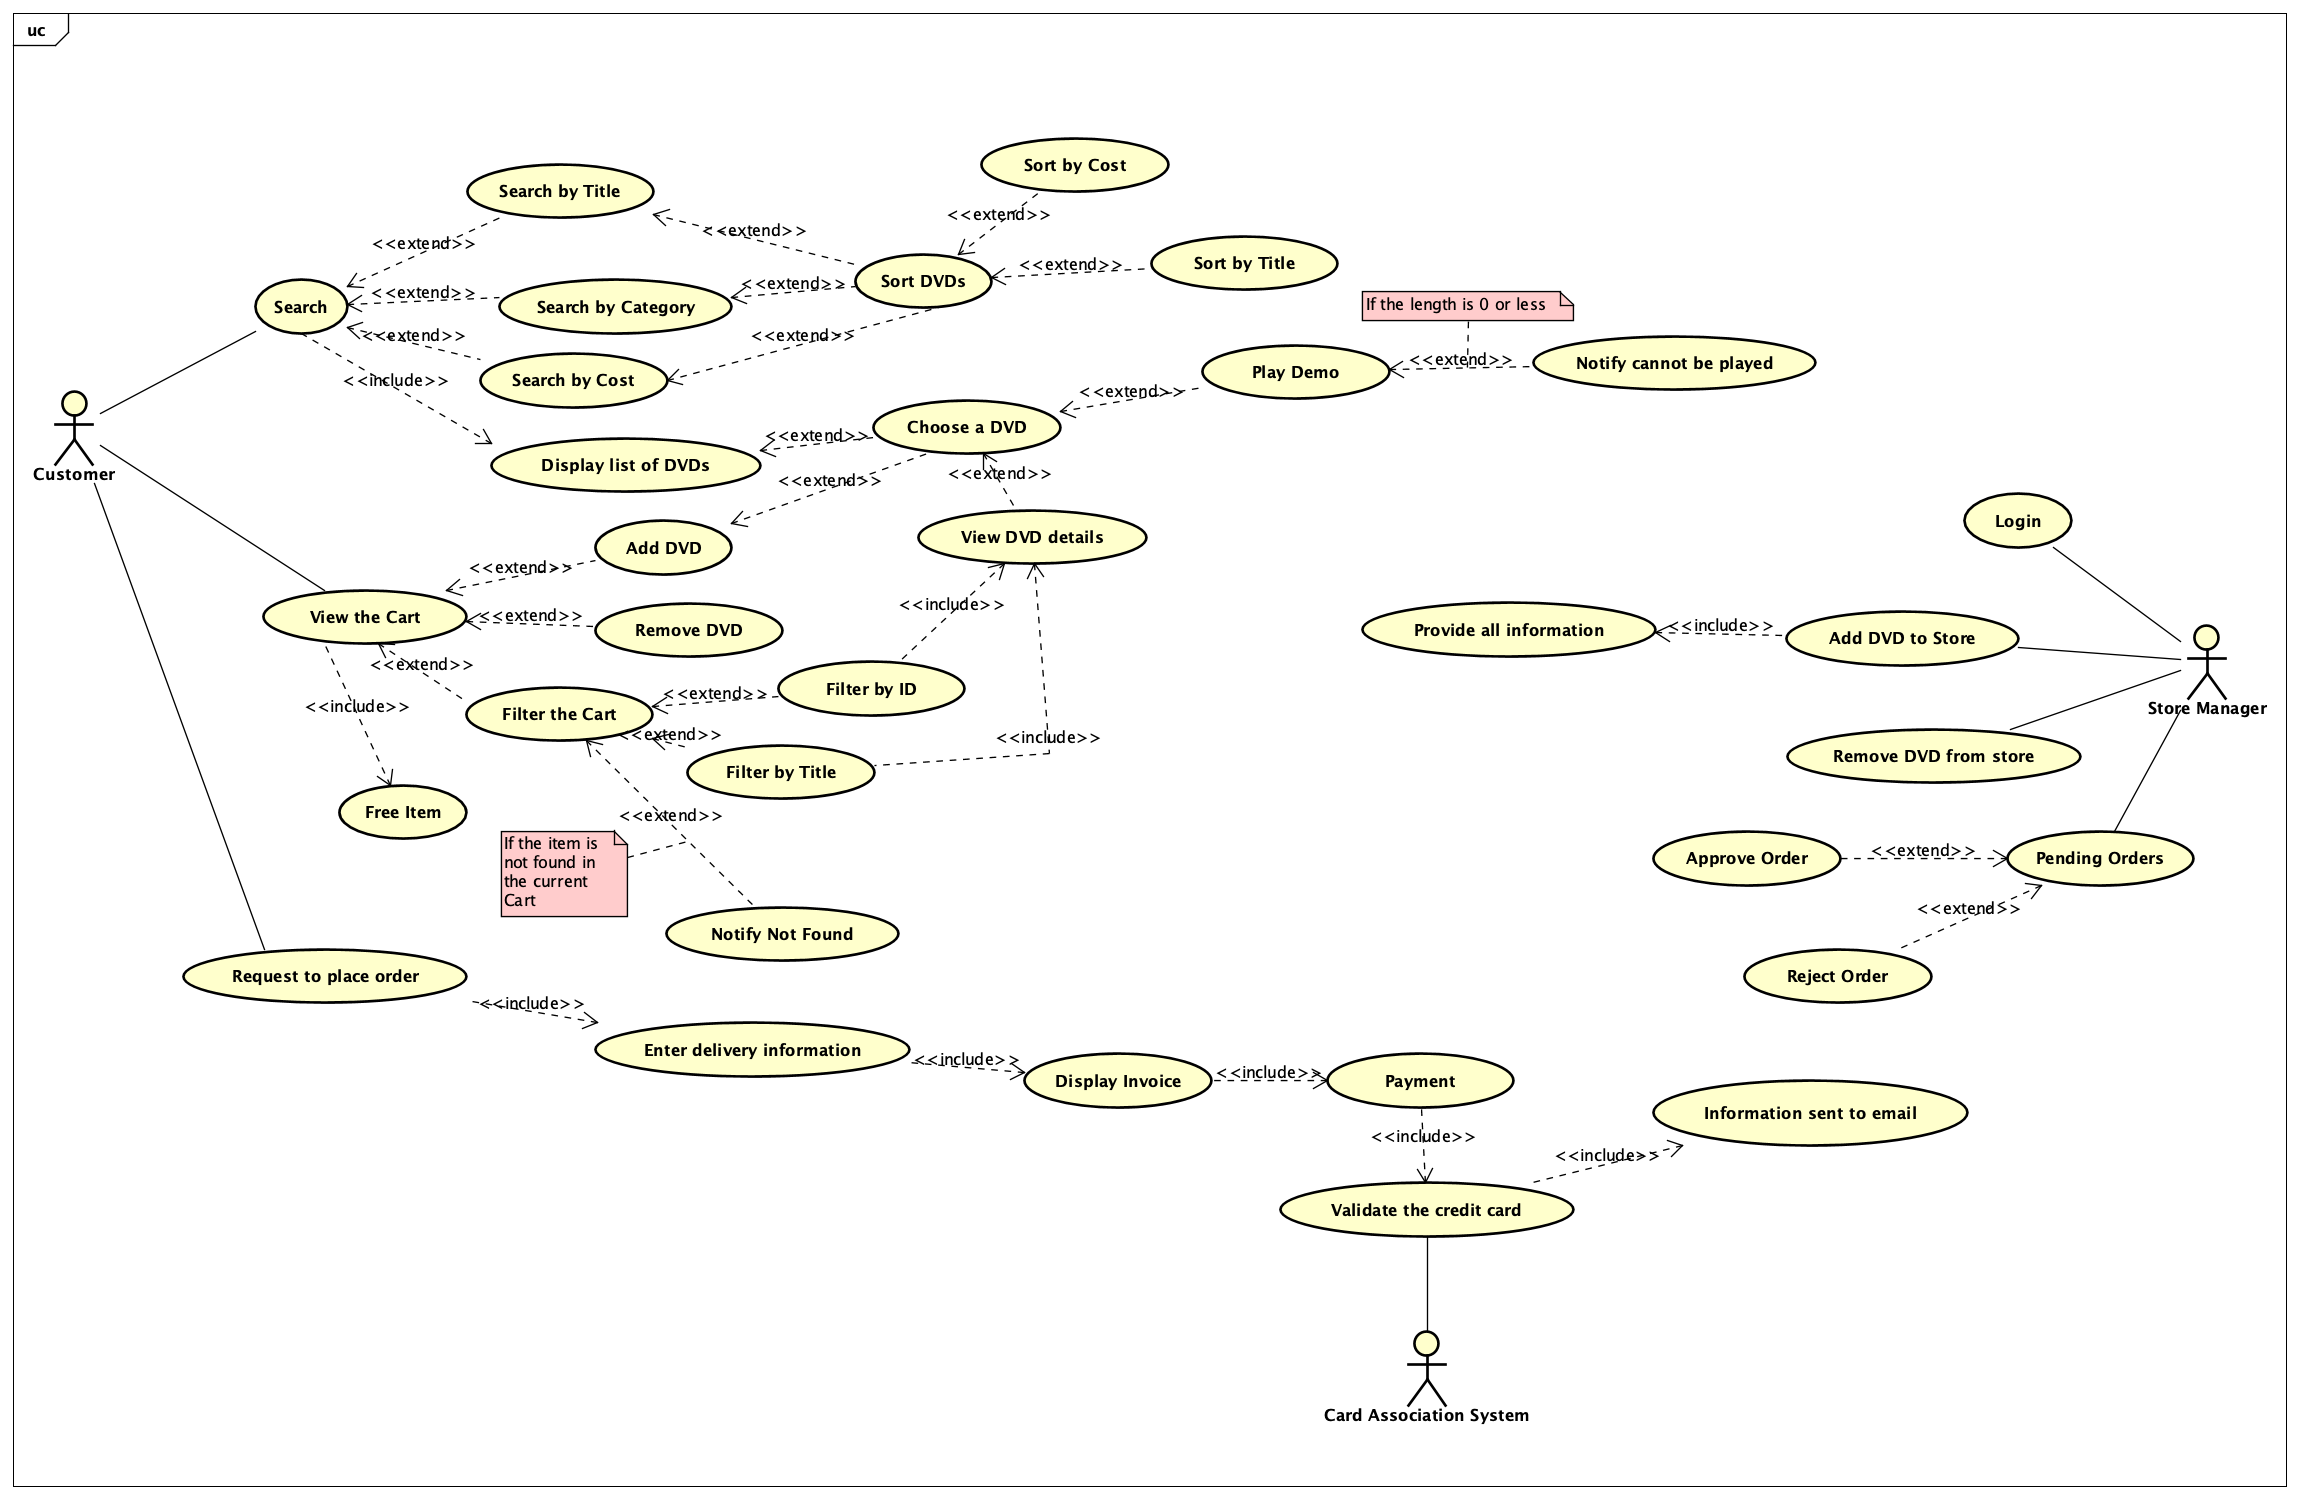 uc
Sort by Cost
Search by Title
<<extend>>
<<extend>>
<<extend>>
Sort by Title
<<extend>>
Sort DVDs
<<extend>>
<<extend>>
<<extend>>
Search
Search by Category
If the length is 0 or less
<<extend>>
<<extend>>
<<extend>>
Notify cannot be played
Play Demo
<<include>>
Search by Cost
<<extend>>
Choose a DVD
<<extend>>
Display list of DVDs
Customer
<<extend>>
<<extend>>
Login
View DVD details
Add DVD
<<extend>>
<<include>>
View the Cart
<<extend>>
Remove DVD
Provide all information
<<include>>
Add DVD to Store
<<extend>>
Filter by ID
<<extend>>
<<include>>
Store Manager
Filter the Cart
<<extend>>
<<include>>
Remove DVD from store
Filter by Title
Free Item
<<extend>>
If the item is
not found in
the current
Cart
Approve Order
<<extend>>
Pending Orders
<<extend>>
Notify Not Found
Request to place order
Reject Order
<<include>>
Enter delivery information
<<include>>
Display Invoice
<<include>>
Payment
Information sent to email
<<include>>
<<include>>
Validate the credit card
Card Association System